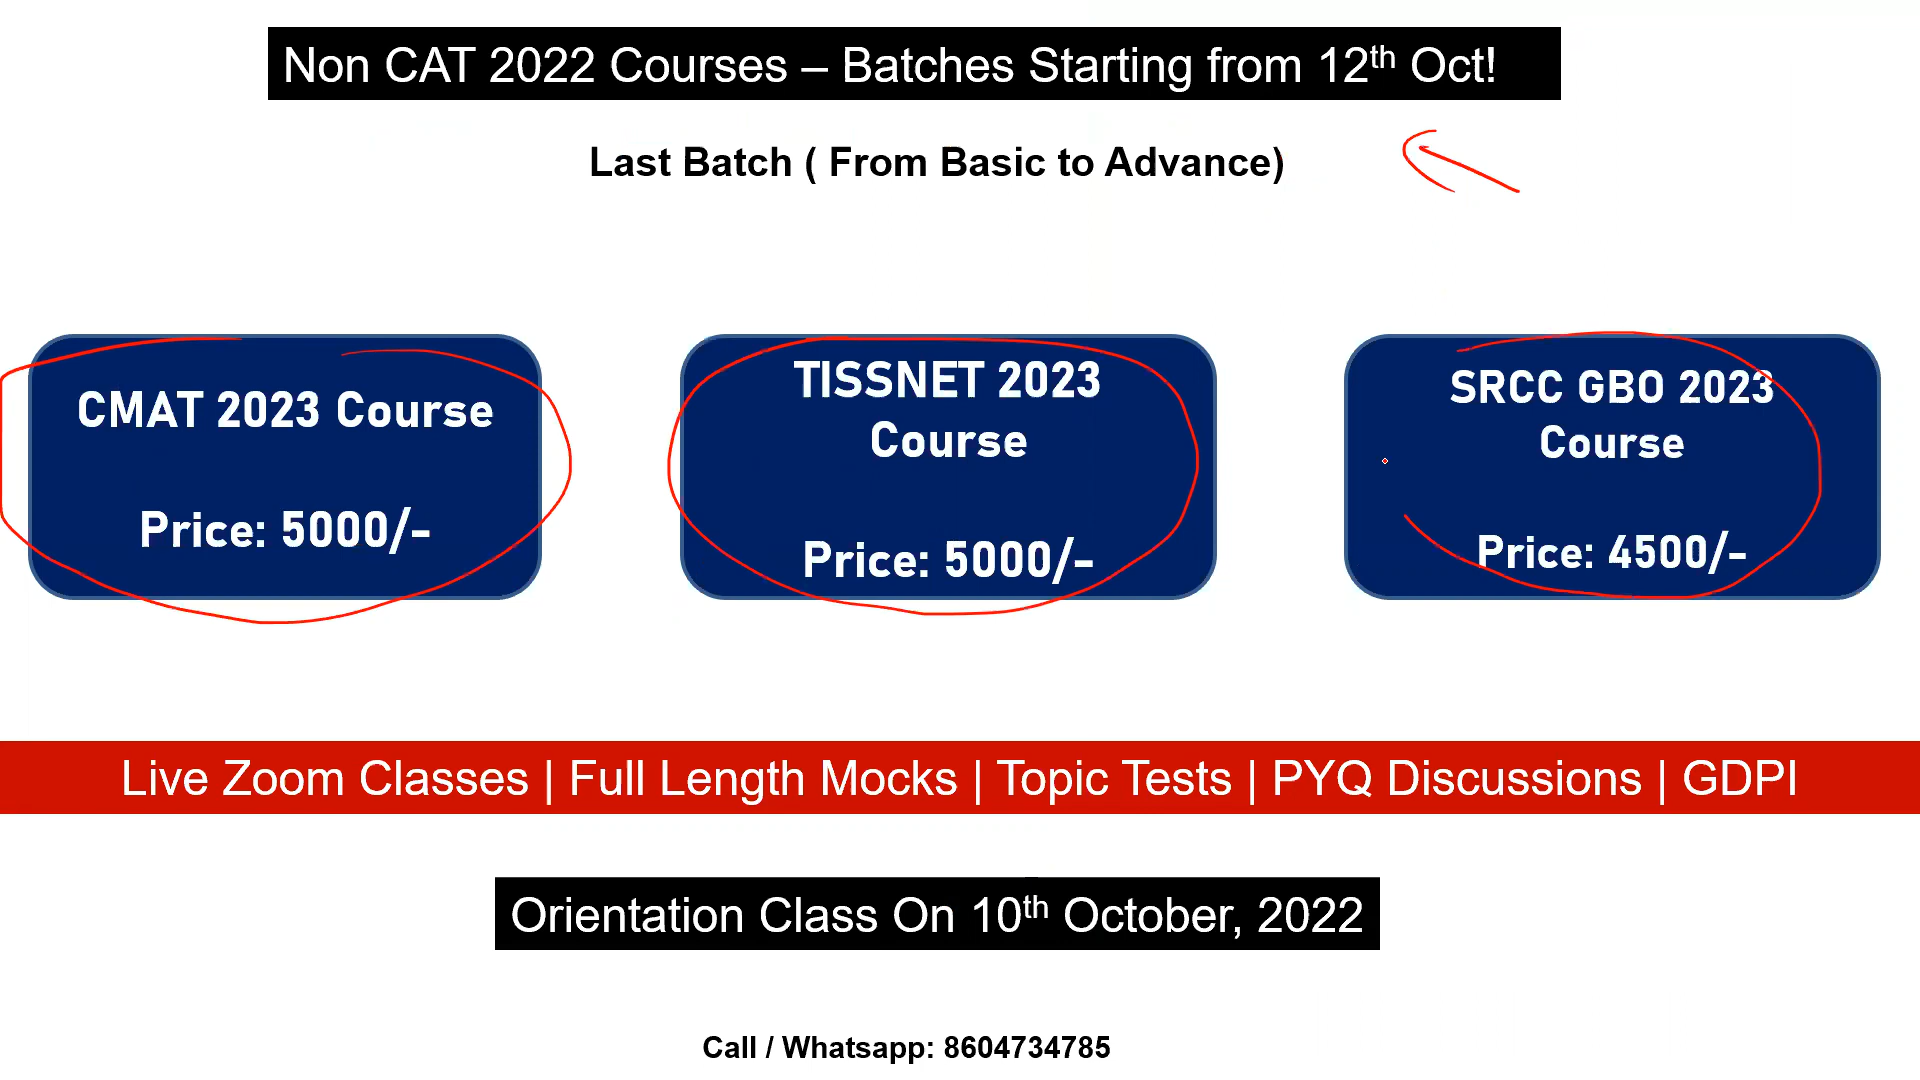 Non CAT 2022 Courses – Batches Starting from 12th Oct!
Last Batch ( From Basic to Advance)
CMAT 2023 Course
Price: 5000/-
TISSNET 2023
Course
Price: 5000/-
SRCC GBO 2023
Course
Price: 4500/-
Live Zoom Classes | Full Length Mocks | Topic Tests | PYQ Discussions | GDPI
Orientation Class On 10th October, 2022
Call / Whatsapp: 8604734785